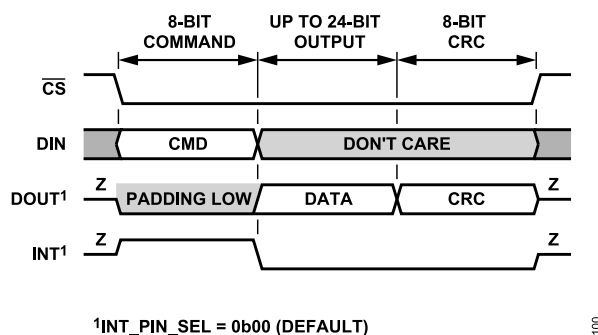 8-BIT
COMMAND
UP TO 24-BIT
OUTPUT
8-BIT
CRC
CS
DIN
CMD
DON'T CARE
DOUT1
Z
PADDING LOW
DATA
CRC
Z
INT1
Z
Z
1INT_PIN_SEL = 0b00 (DEFAULT)
100